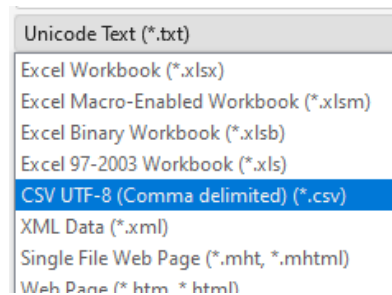 Unicode Text (*.txt)
Excel Workbook (*.xlsx)
Excel Macro-Enabled Workbook (*.xlsm)
Excel Binary Workbook (*.xlsb)
Excel 97-2003 Workbook (*.xls)
CSV UTF-8 (Comma delimited) (*.csv)
XML Data (*.xml)
Single File Web Page (*.mht, *.mhtml)
Web Page (*.htm, *.html)